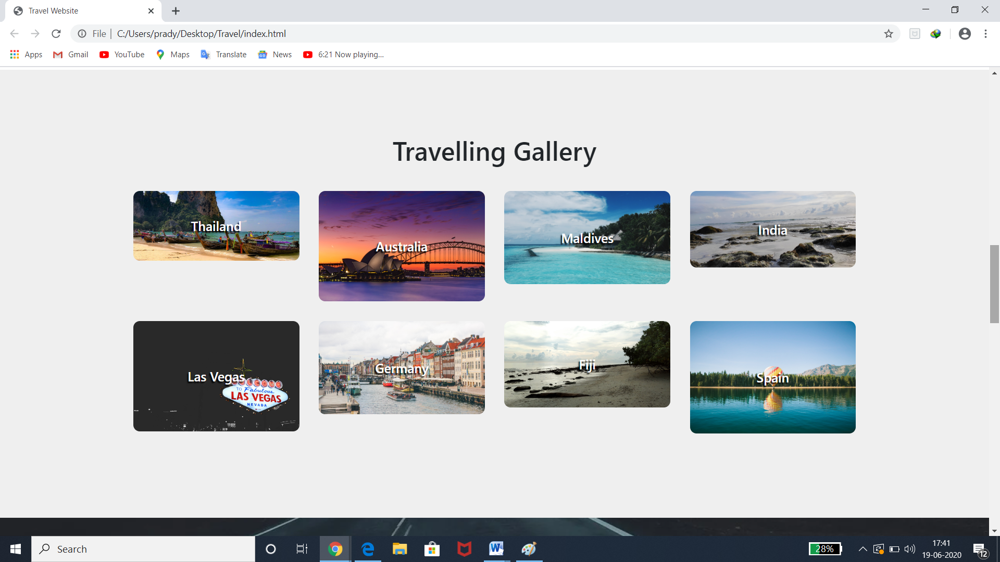 Travel Website
File | C:/Users/prady/Desktop/Travel/index.html
Apps Gmail YouTube Maps Translate News 6:21 Now playing...
Travelling Gallery
Thailand
Australia
Maldives
India
Las Vegas
WELCOME
TO Fabulous
LAS VEGAS
NEVADA
Germany
Fiji
Spain
Search
28%
17:41
19-06-2020
12